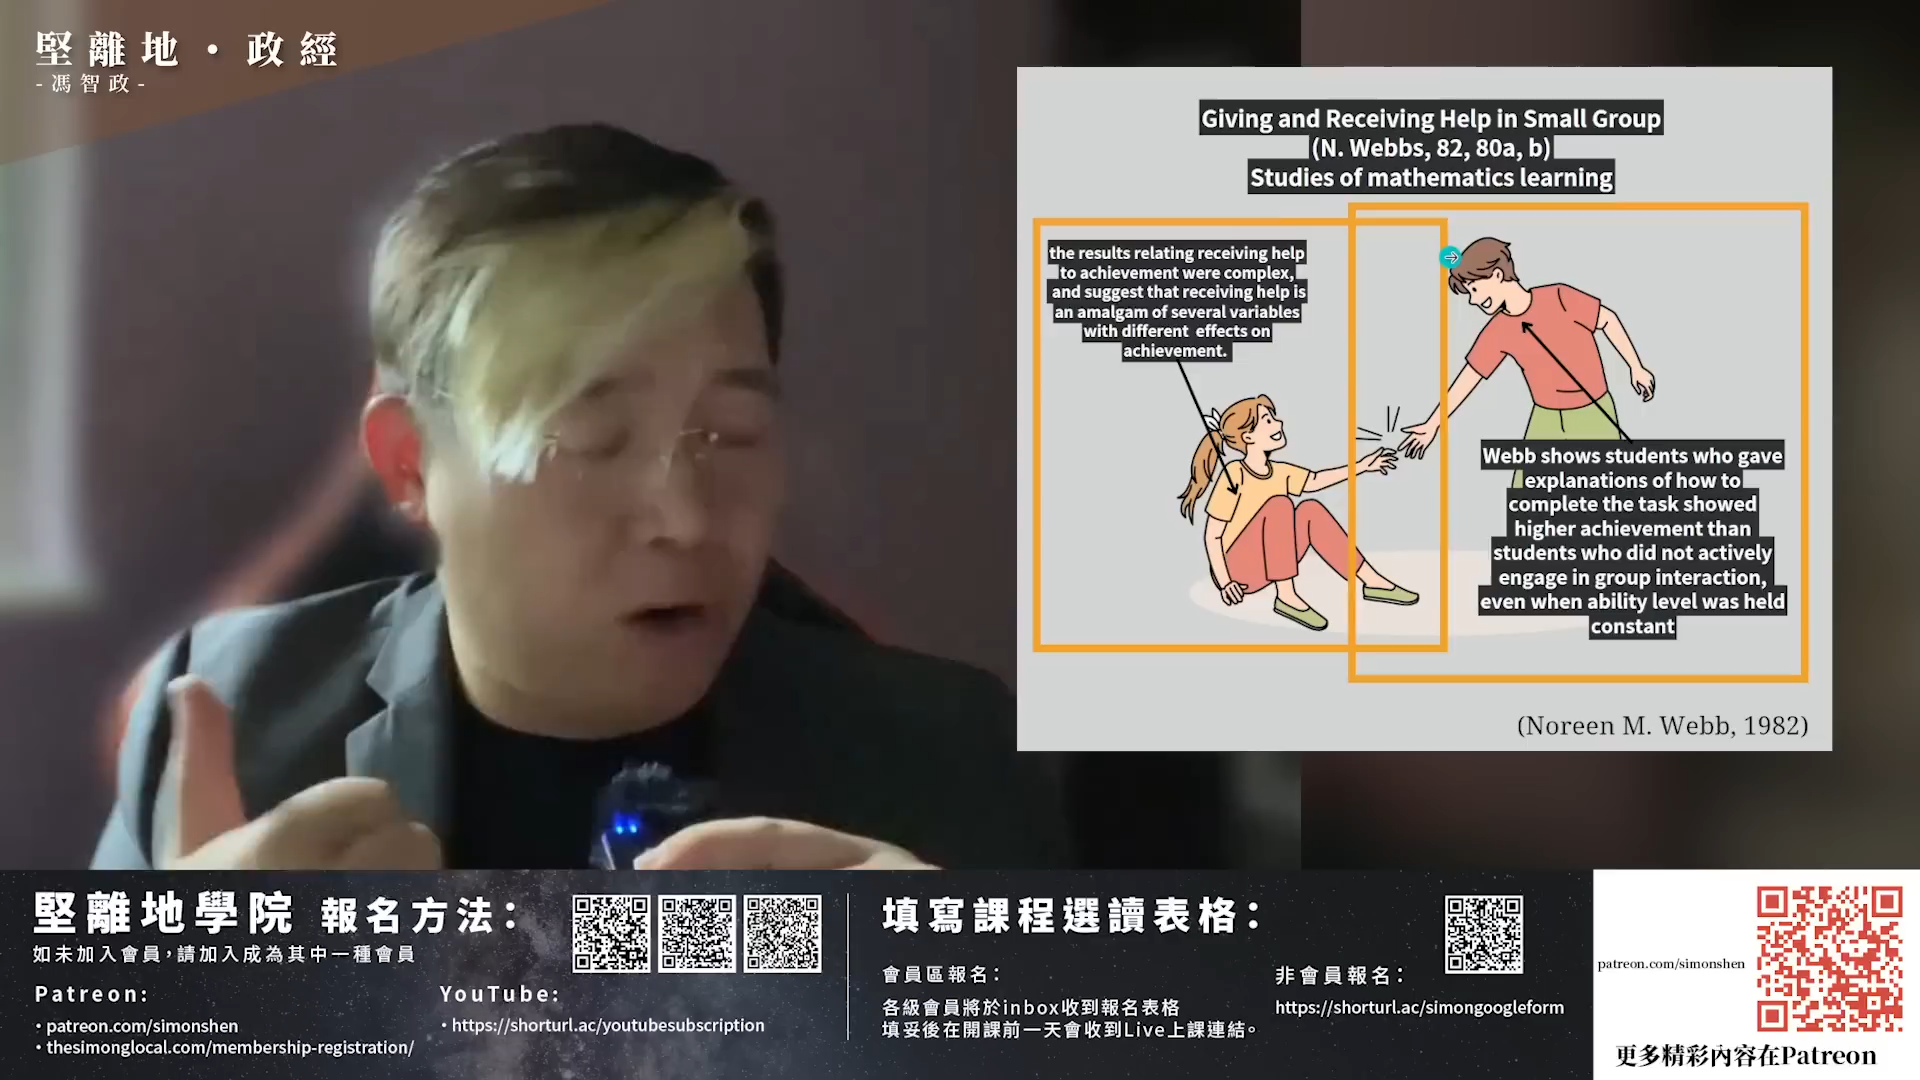 堅離地・政經
-馮智政-
Giving and Receiving Help in Small Group
(N. Webbs, 82, 80a, b)
Studies of mathematics learning
the results relating receiving help
to achievement were complex,
and suggest that receiving help is
an amalgam of several variables
with different effects on
achievement.
Webb shows students who gave
explanations of how to
complete the task showed
higher achievement than
students who did not actively
engage in group interaction,
even when ability level was held
constant
(Noreen M. Webb, 1982)
堅離地學院 報名方法：
如未加入會員，請加入成為其中一種會員
Patreon:
・patreon.com/simonshen
・thesimonglocal.com/membership-registration/
YouTube:
・https://shorturl.ac/youtubesubscription
填寫課程選讀表格：
會員區報名：
各級會員將於inbox收到報名表格
填妥後在開課前一天會收到Live上課連結。
非會員報名：
https://shorturl.ac/simongoogleform
patreon.com/simonshen
更多精彩內容在Patreon